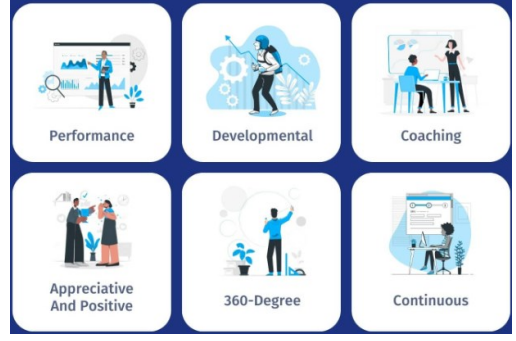 Performance
Developmental
Coaching
Appreciative
And Positive
360-Degree
Continuous